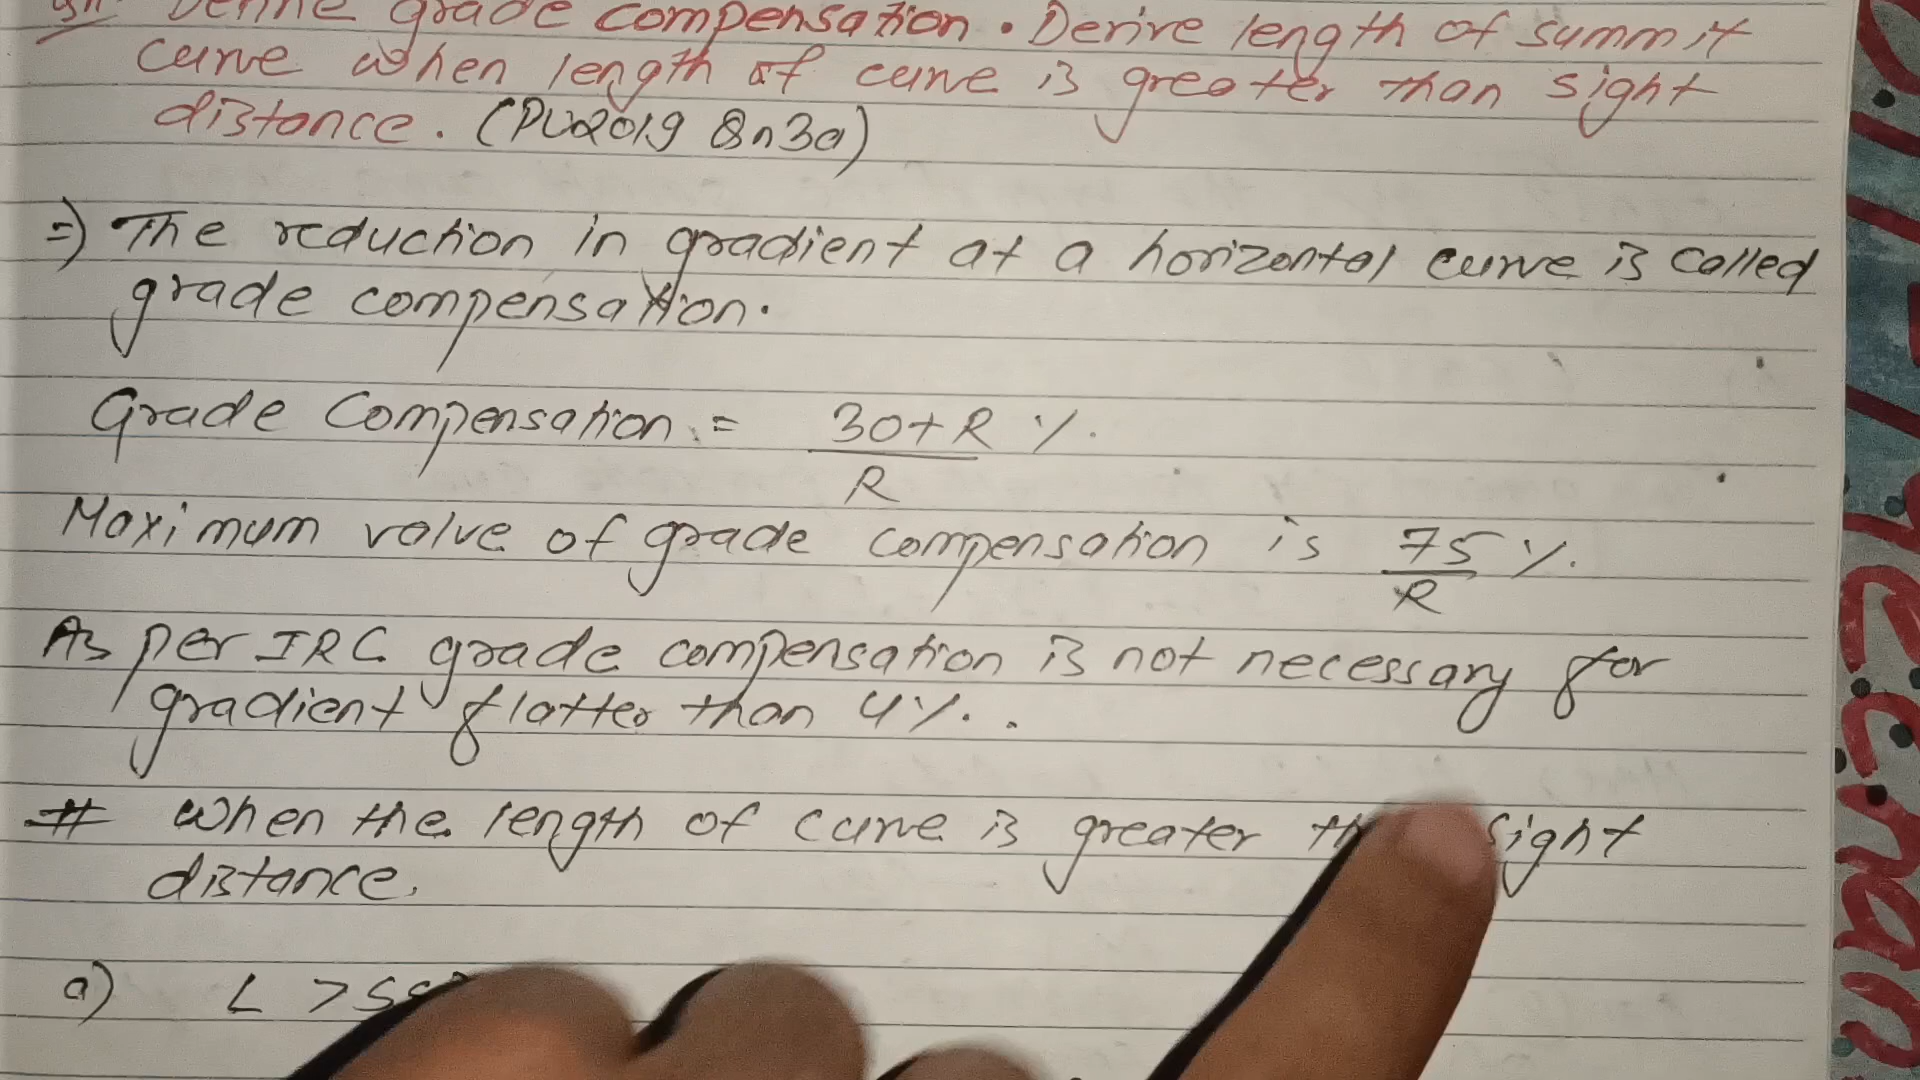 Define grade compensation. Derive length of summit
curve when length of curve is greater than sight
distance. (PU2019 Qn3a)
=) The reduction in gradient at a horizontal curve is called
grade compensation.
Grade Compensation = 30+R %.
R
Maximum value of grade compensation is 75 %.
R
As per IRC grade compensation is not necessary for
gradient flatter than 4%..
# when the length of curve is greater sight
distance.
a) L >